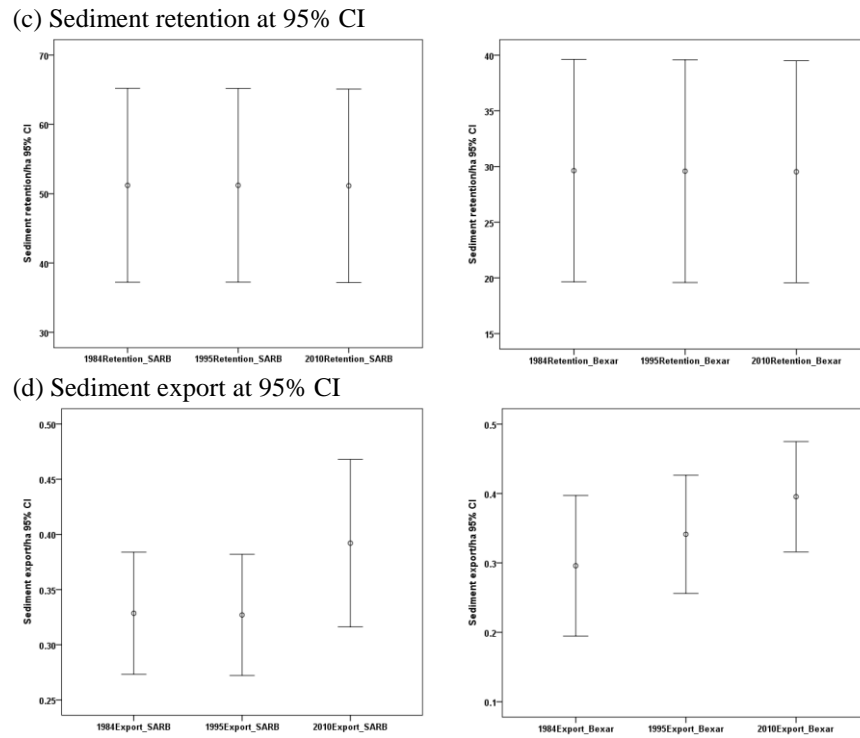 (c) Sediment retention at 95% CI
Sediment retention/ha 95% CI
70
60
50
40
30
1984Retention_SARB 1995Retention_SARB 2010Retention_SARB
Sediment retention/ha 95% CI
40
35
30
25
20
15
1984Retention_Bexar 1995Retention_Bexar 2010Retention_Bexar
(d) Sediment export at 95% CI
Sediment export/ha 95% CI
0.50
0.45
0.40
0.35
0.30
0.25
1984Export_SARB 1995Export_SARB 2010Export_SARB
Sediment export/ha 95% CI
0.5
0.4
0.3
0.2
0.1
1984Export_Bexar 1995Export_Bexar 2010Export_Bexar